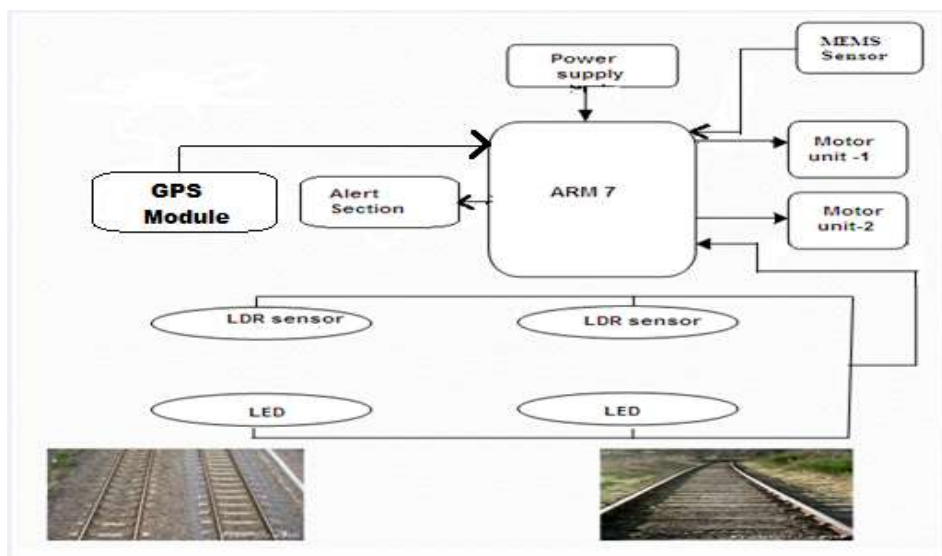 MEMS
Sensor
Power
supply
Motor
unit -1
GPS
Module
Alert
Section
ARM 7
Motor
unit-2
LDR sensor
LDR sensor
LED
LED